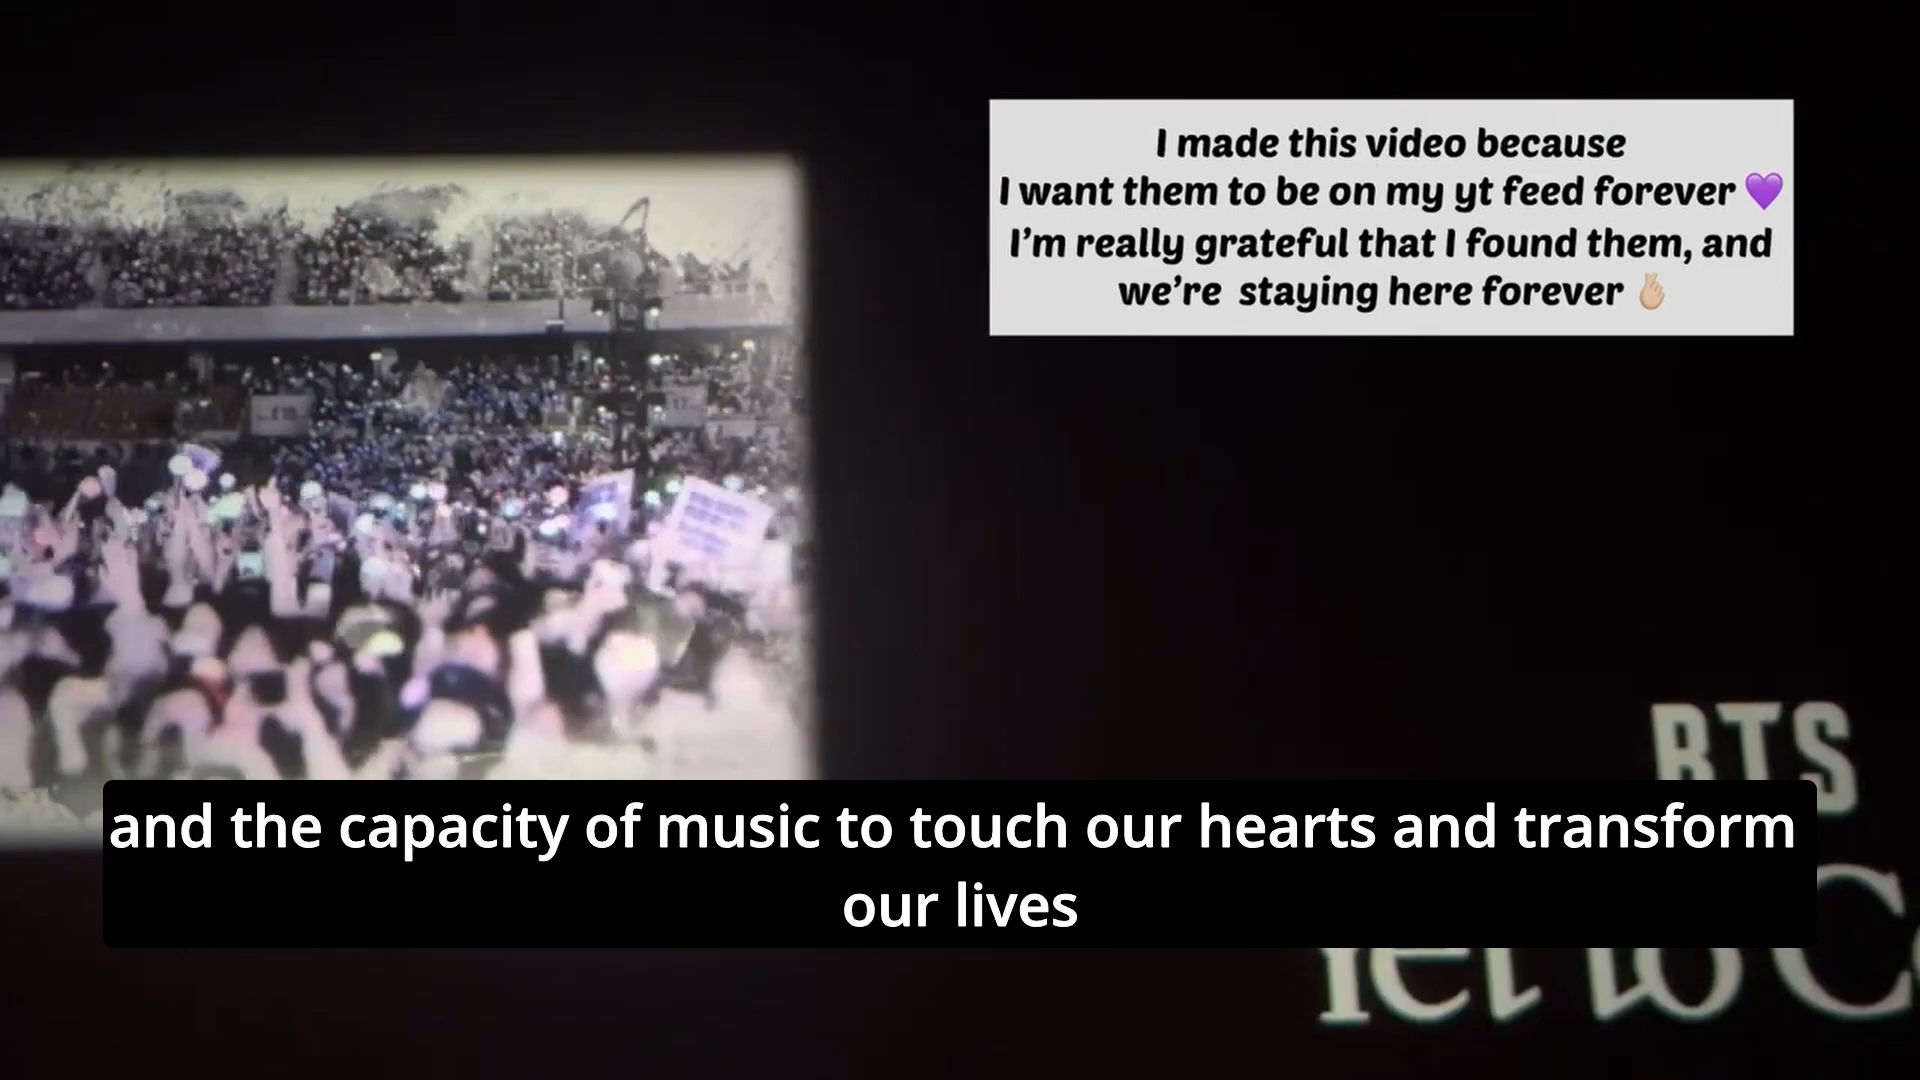 I made this video because
I want them to be on my yt feed forever 💜
I’m really grateful that I found them, and
we’re staying here forever 🫰🏻
BTS
and the capacity of music to touch our hearts and transform
our lives
Yet to C